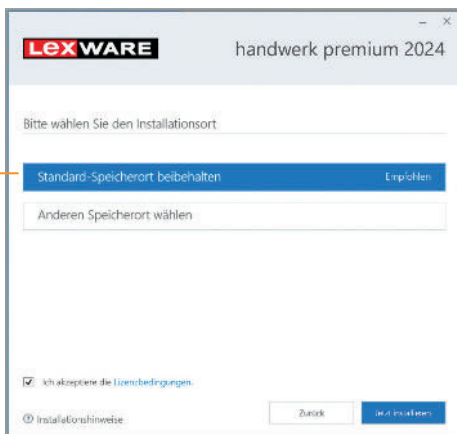 LEXWARE
handwerk premium 2024
Bitte wählen Sie den Installationsort
Standard-Speicherort beibehalten Empfohlen
Anderen Speicherort wählen
Ich akzeptiere die Lizenzbedingungen.
Installationshinweise Zurück Jetzt installieren